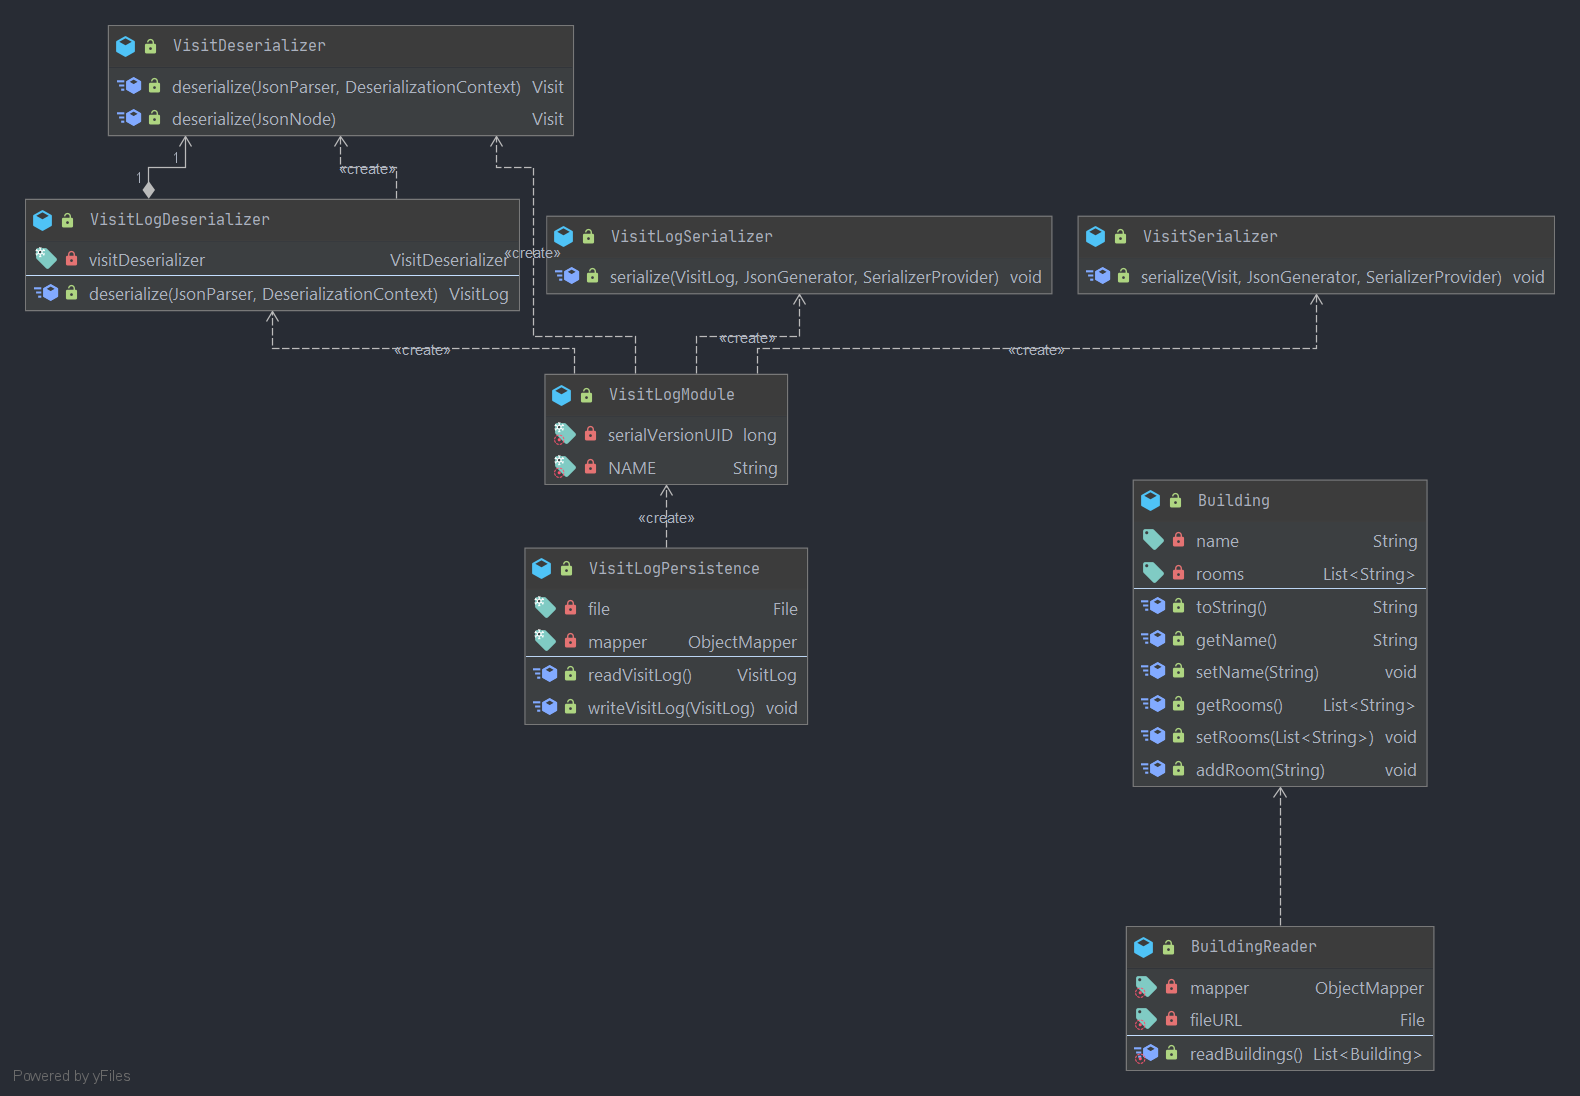 VisitDeserializer
deserialize(JsonParser, DeserializationContext) Visit
deserialize(JsonNode) Visit
1
1
«create»
VisitLogDeserializer
visitDeserializer VisitDeserializer
deserialize(JsonParser, DeserializationContext) VisitLog
«create»
VisitLogSerializer
serialize(VisitLog, JsonGenerator, SerializerProvider) void
VisitSerializer
serialize(Visit, JsonGenerator, SerializerProvider) void
«create»
«create»
«create»
VisitLogModule
serialVersionUID long
NAME String
«create»
VisitLogPersistence
file File
mapper ObjectMapper
readVisitLog() VisitLog
writeVisitLog(VisitLog) void
Building
name String
rooms List<String>
toString() String
getName() String
setName(String) void
getRooms() List<String>
setRooms(List<String>) void
addRoom(String) void
BuildingReader
mapper ObjectMapper
fileURL File
readBuildings() List<Building>
Powered by yFiles